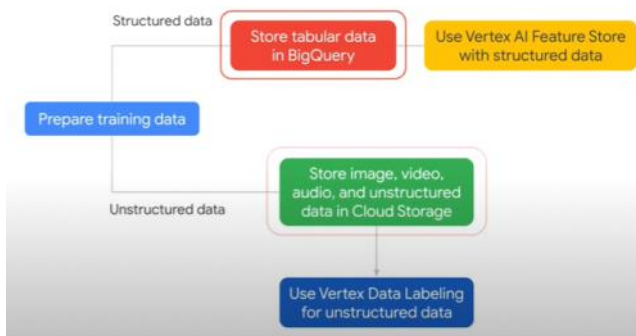 Structured data
Store tabular data
in BigQuery
Use Vertex AI Feature Store
with structured data
Prepare training data
Store image, video,
audio, and unstructured
data in Cloud Storage
Unstructured data
Use Vertex Data Labeling
for unstructured data